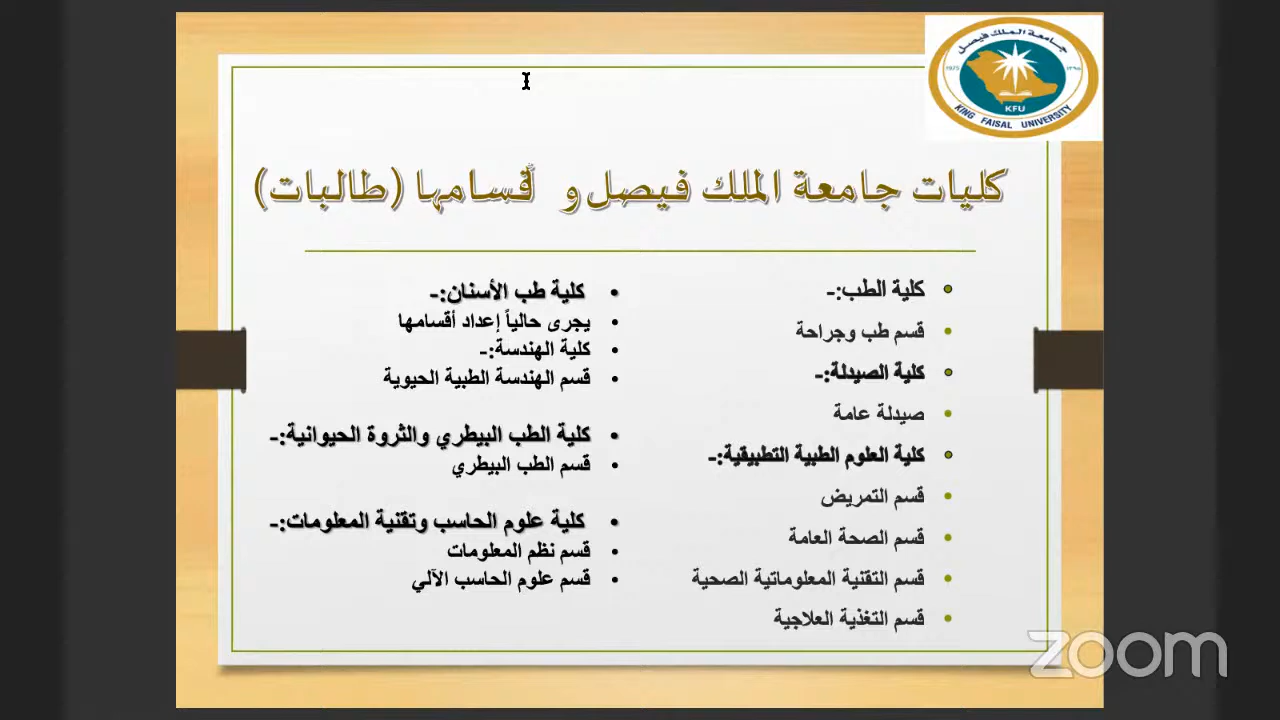 جامعة الملك فيصل
1975
١٣٩٥
KFU
KING FAISAL UNIVERSITY
كليات جامعة الملك فيصل و أقسامها (طالبات)
• كلية الطب:-
• قسم طب وجراحة
• كلية الصيدلة:-
• صيدلة عامة
• كلية العلوم الطبية التطبيقية:-
• قسم التمريض
• قسم الصحة العامة
• قسم التقنية المعلوماتية الصحية
• قسم التغذية العلاجية
• كلية طب الأسنان:-
• يجرى حالياً إعداد أقسامها
• كلية الهندسة:-
• قسم الهندسة الطبية الحيوية
• كلية الطب البيطري والثروة الحيوانية:-
• قسم الطب البيطري
• كلية علوم الحاسب وتقنية المعلومات:-
• قسم نظم المعلومات
• قسم علوم الحاسب الآلي
zoom